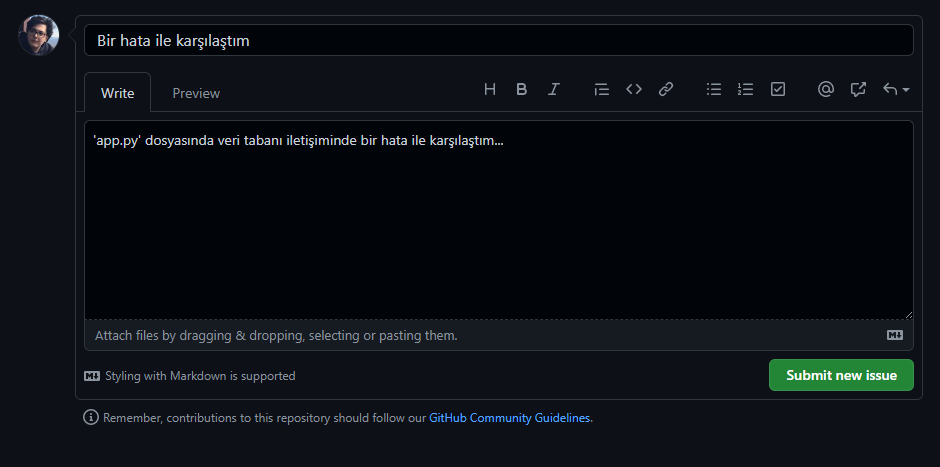 Bir hata ile karşılaştım
Write Preview
'app.py' dosyasında veri tabanı iletişiminde bir hata ile karşılaştım...
Attach files by dragging & dropping, selecting or pasting them.
Styling with Markdown is supported
Submit new issue
Remember, contributions to this repository should follow our GitHub Community Guidelines.